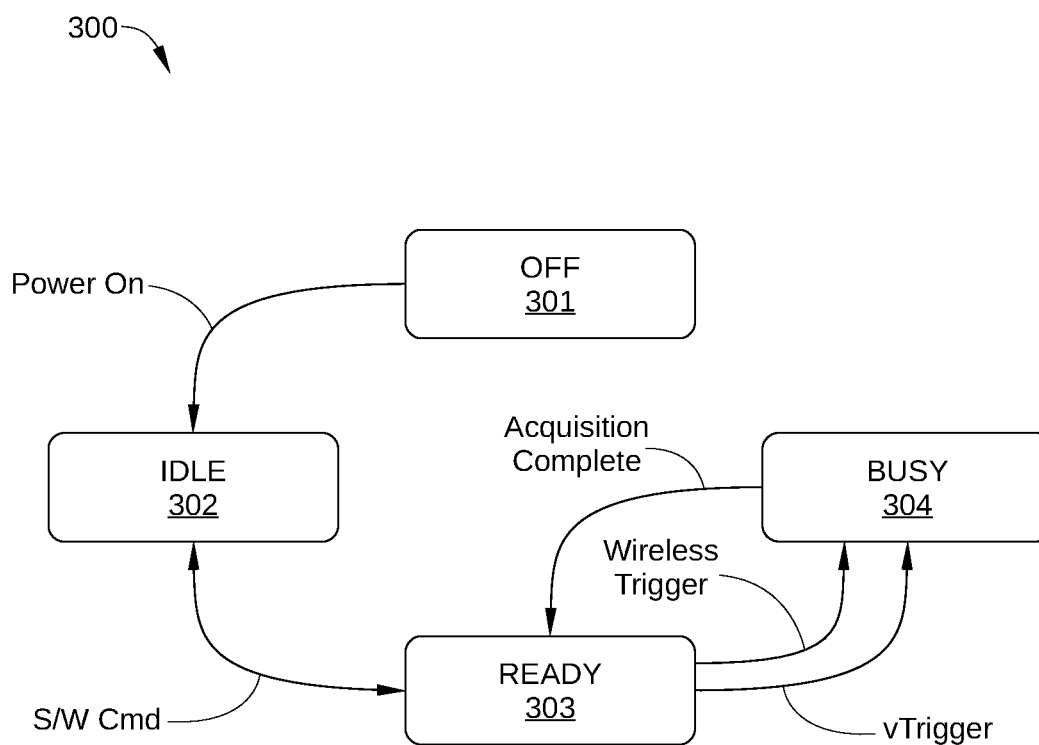 300
OFF
301
Power On
IDLE
302
Acquisition
Complete
BUSY
304
Wireless
Trigger
READY
303
S/W Cmd
vTrigger